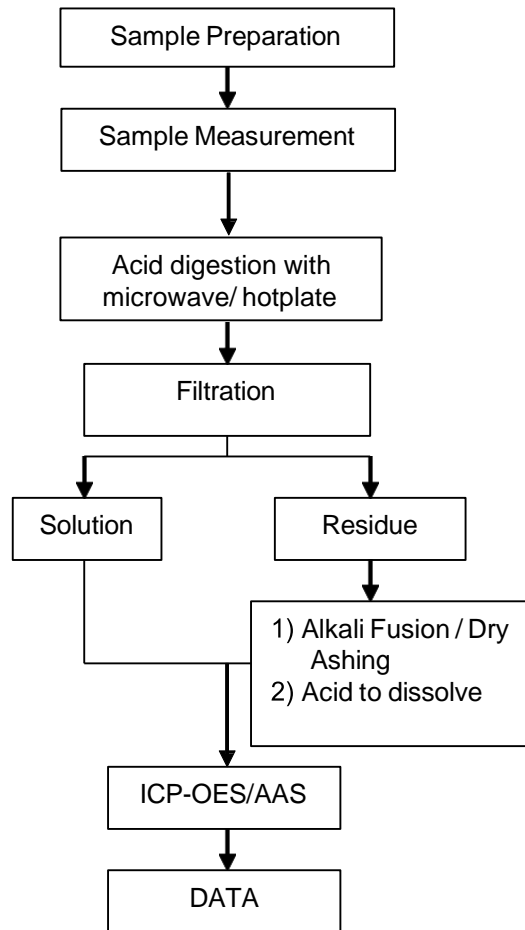 Sample Preparation
Sample Measurement
Acid digestion with
microwave/ hotplate
Filtration
Solution
Residue
1) Alkali Fusion / Dry
Ashing
2) Acid to dissolve
ICP-OES/AAS
DATA